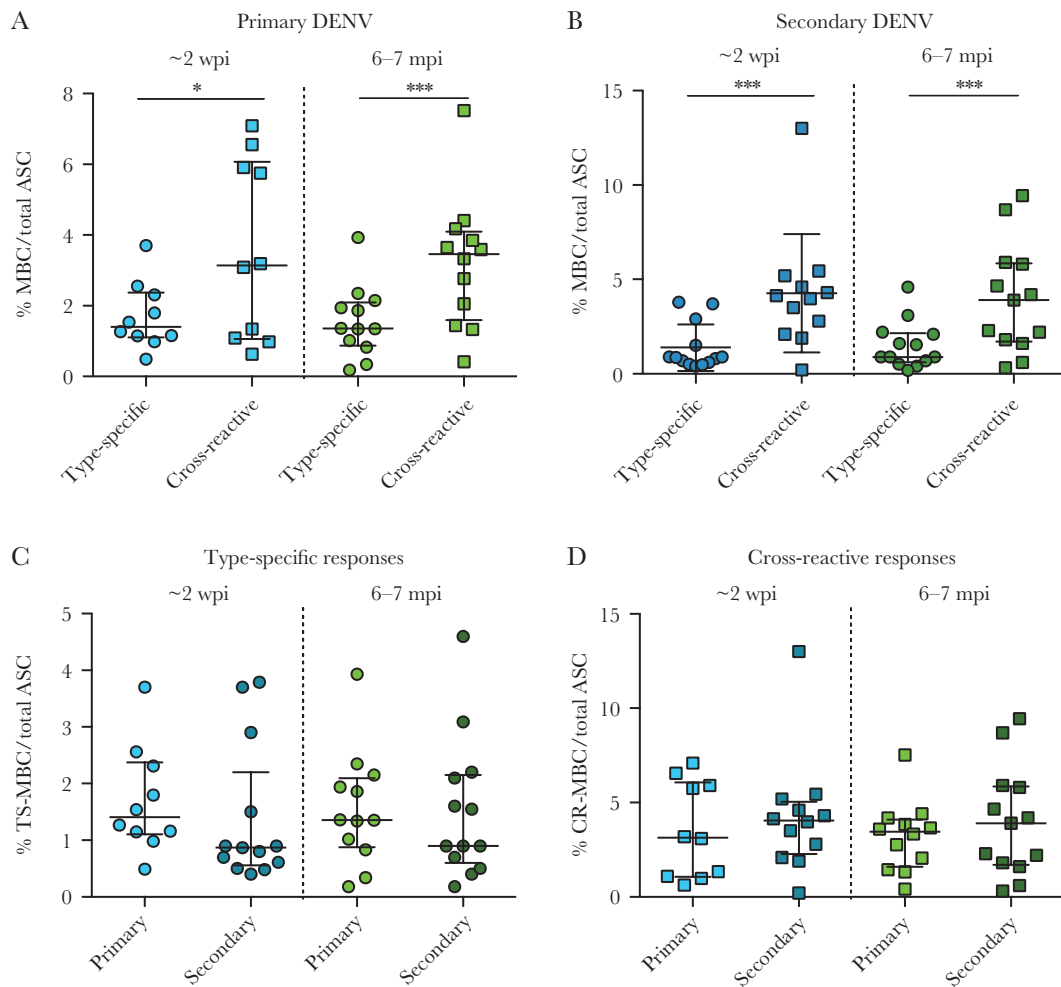 A
Primary DENV
~2 wpi
6–7 mpi
*
***
% MBC/total ASC
8
6
4
2
0
Type-specific
Cross-reactive
Type-specific
Cross-reactive
B
Secondary DENV
~2 wpi
6–7 mpi
***
***
% MBC/total ASC
15
10
5
0
Type-specific
Cross-reactive
Type-specific
Cross-reactive
C
Type-specific responses
~2 wpi
6–7 mpi
% TS-MBC/total ASC
5
4
3
2
1
0
Primary
Secondary
Primary
Secondary
D
Cross-reactive responses
~2 wpi
6–7 mpi
% CR-MBC/total ASC
15
10
5
0
Primary
Secondary
Primary
Secondary